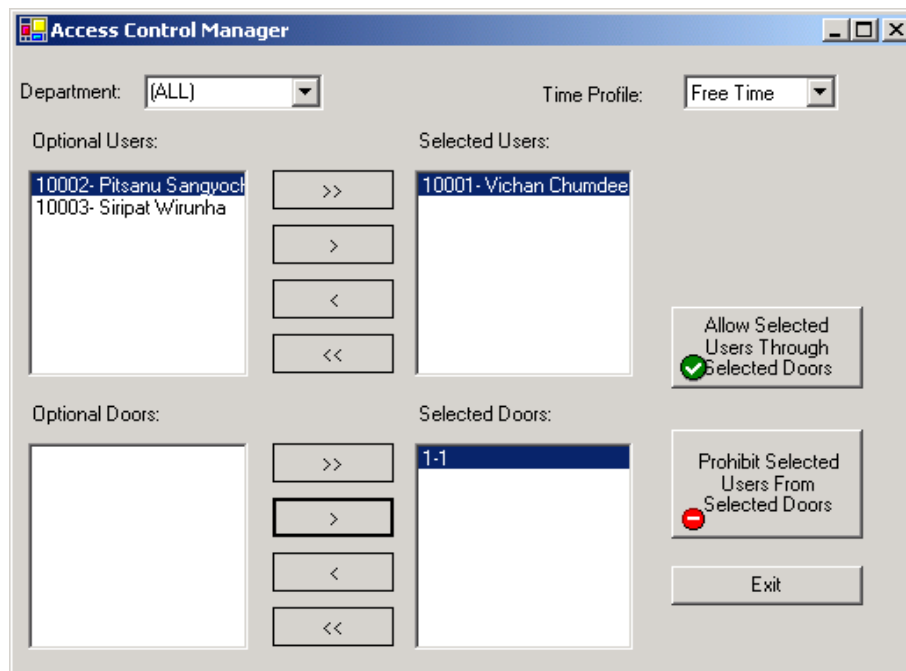 Access Control Manager
Department: (ALL) Time Profile: Free Time
Optional Users: Selected Users:
10002- Pitsanu Sangyoch
10003- Siripat Wirunha
>>
>
<
<<
10001- Vichan Chumdee
Allow Selected
Users Through
Selected Doors
Optional Doors: Selected Doors:
>>
>
<
<<
1-1
Prohibit Selected
Users From
Selected Doors
Exit